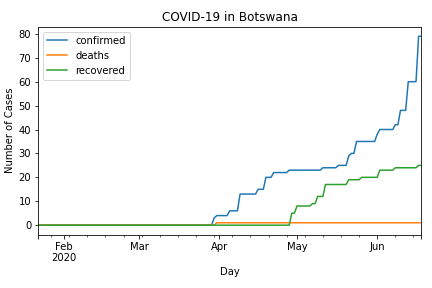 COVID-19 in Botswana
confirmed
deaths
recovered
Number of Cases
80
70
60
50
40
30
20
10
0
Feb Mar Apr May Jun
2020
Day